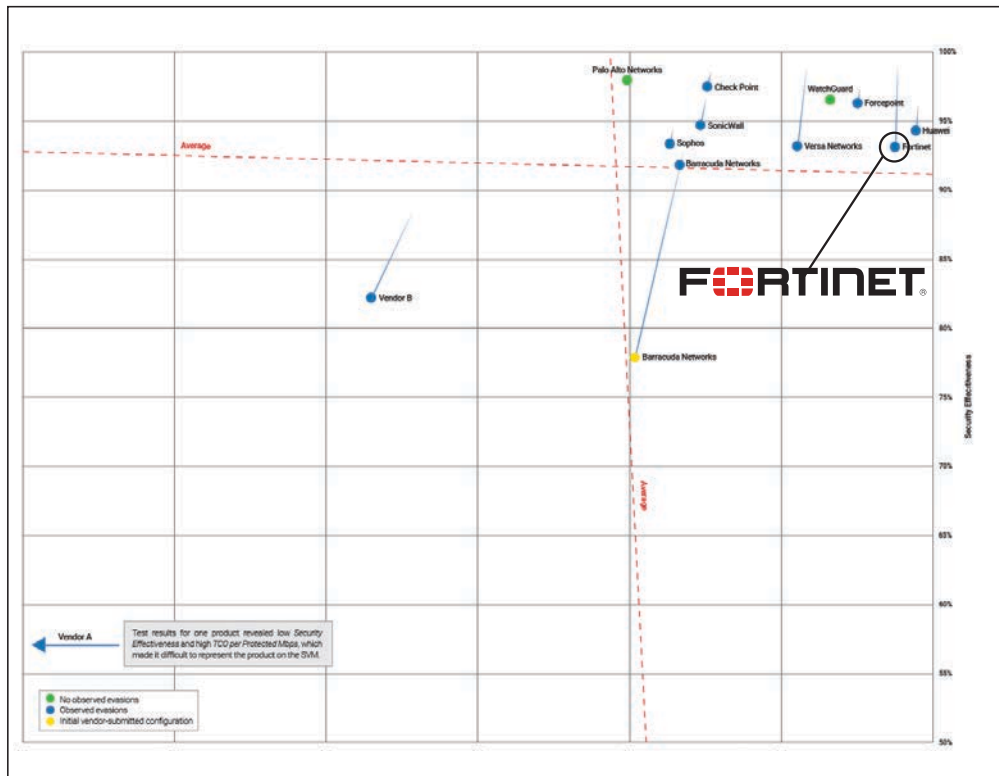 100%
Palo Alto Networks
Check Point
WatchGuard
Forcepoint
95%
SonicWall
Huawei
Sophos
Versa Networks
Fortinet
Average
Barracuda Networks
90%
85%
FORTINET®
Vendor B
80%
Barracuda Networks
75%
Security Effectiveness
70%
Average
65%
60%
Vendor A
Test results for one product revealed low Security
Effectiveness and high TCO per Protected Mbps, which
made it difficult to represent the product on the SVM.
55%
No observed evasions
Observed evasions
Initial vendor-submitted configuration
50%